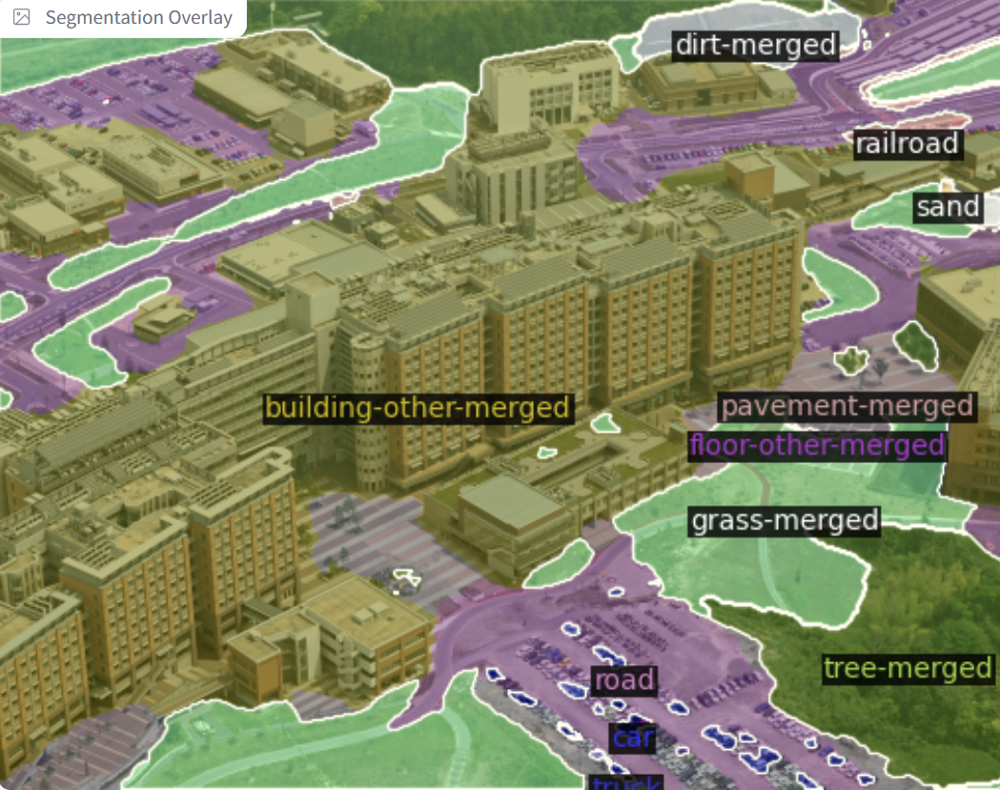 Segmentation Overlay
dirt-merged
railroad
sand
building-other-merged
pavement-merged
floor-other-merged
grass-merged
tree-merged
road
car
truck